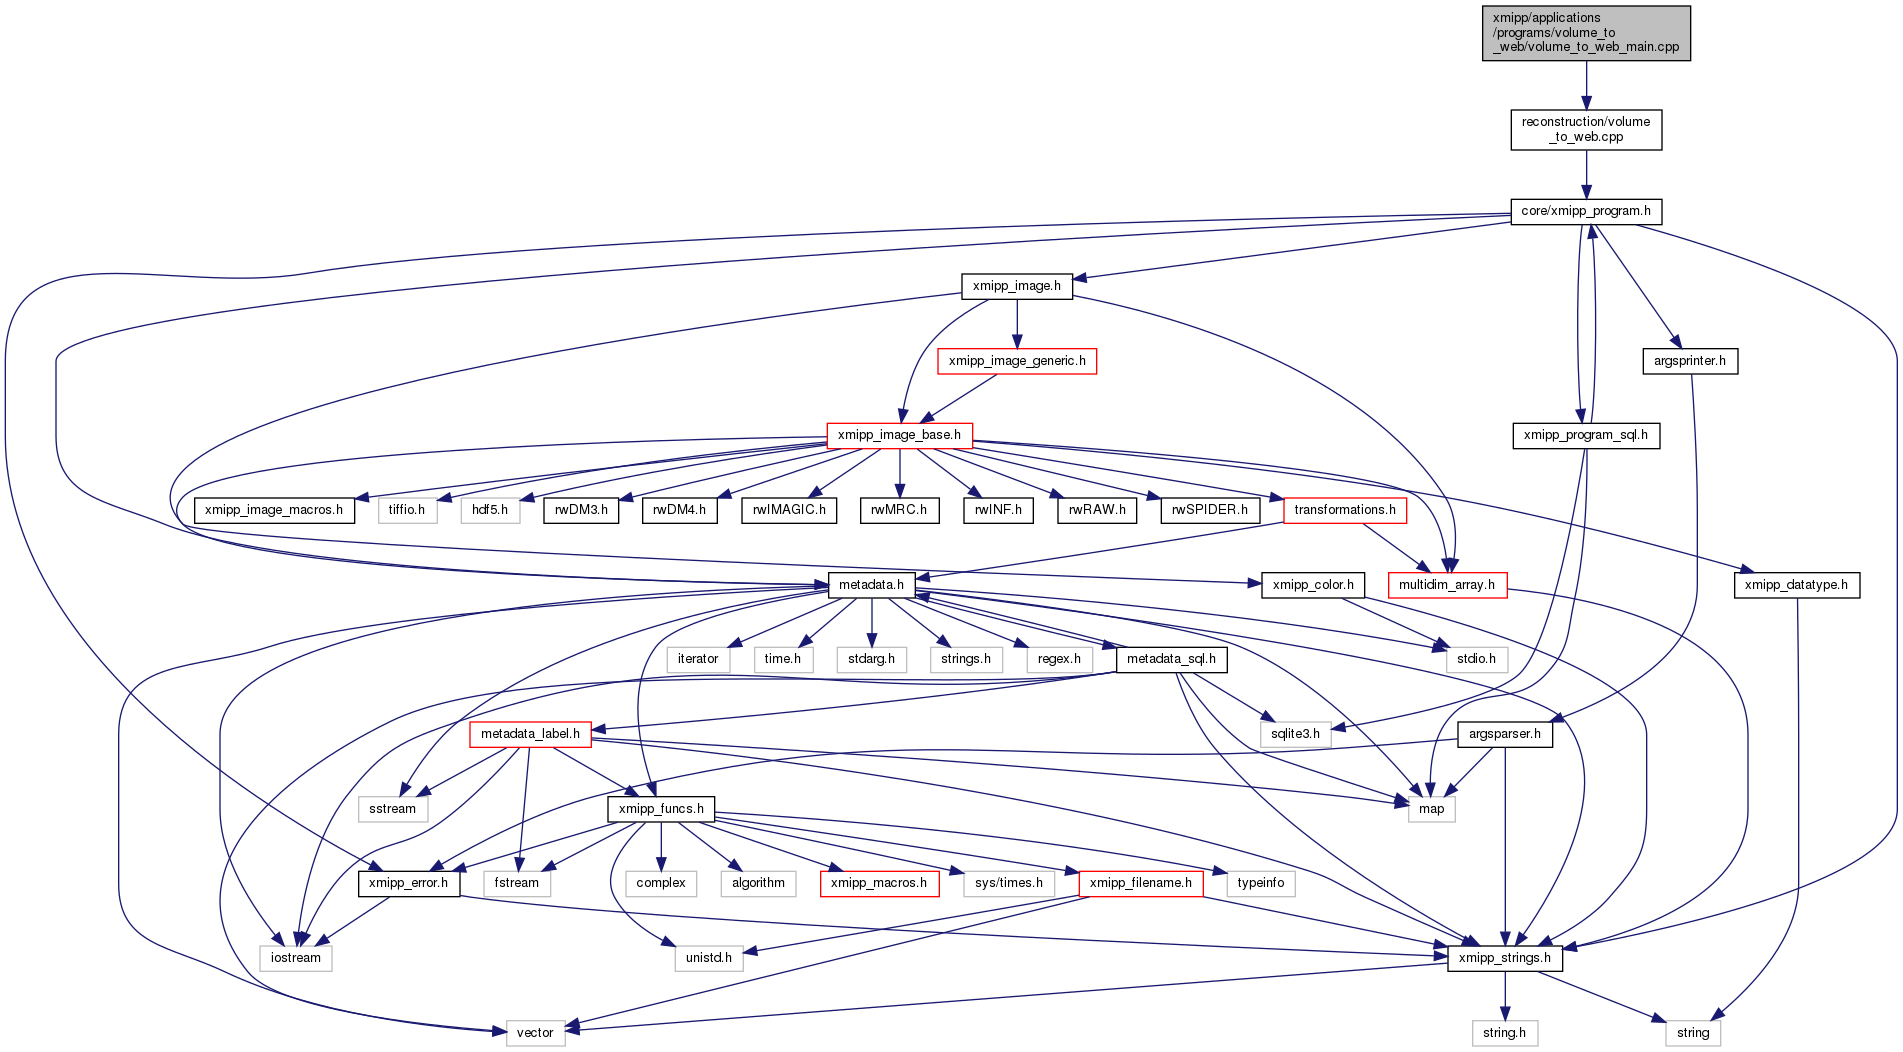 xmipp/applications
/programs/volume_to
_web/volume_to_web_main.cpp
reconstruction/volume
_to_web.cpp
core/xmipp_program.h
xmipp_image.h
xmipp_image_generic.h
argsprinter.h
xmipp_image_base.h
xmipp_program_sql.h
xmipp_image_macros.h
tiffio.h
hdf5.h
rwDM3.h
rwDM4.h
rwIMAGIC.h
rwMRC.h
rwINF.h
rwRAW.h
rwSPIDER.h
transformations.h
metadata.h
xmipp_color.h
multidim_array.h
xmipp_datatype.h
iterator
time.h
stdarg.h
strings.h
regex.h
metadata_sql.h
stdio.h
metadata_label.h
sqlite3.h
argsparser.h
sstream
xmipp_funcs.h
map
xmipp_error.h
fstream
complex
algorithm
xmipp_macros.h
sys/times.h
xmipp_filename.h
typeinfo
iostream
unistd.h
xmipp_strings.h
vector
string.h
string